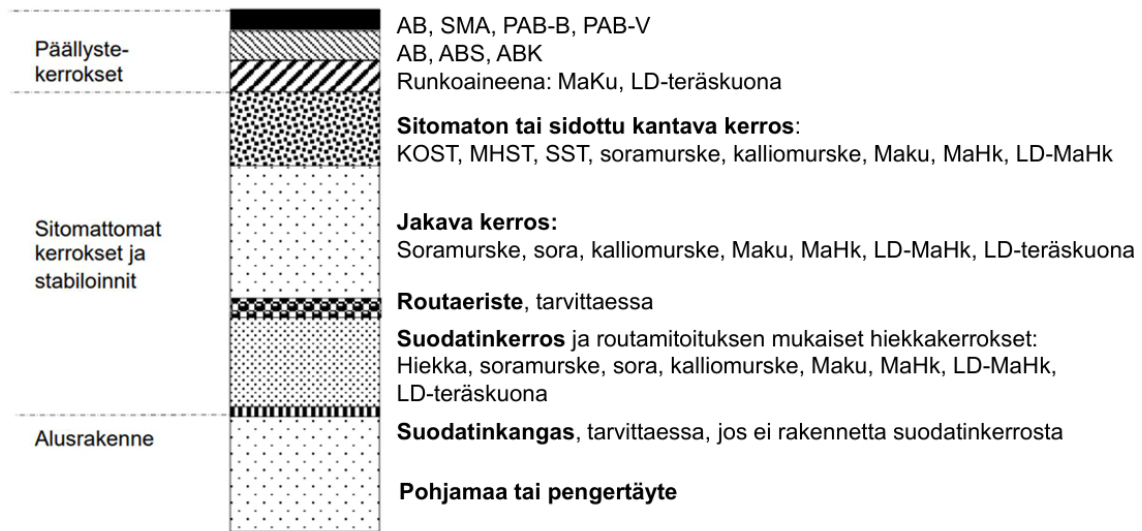 Päällyste-
kerrokset
AB, SMA, PAB-B, PAB-V
AB, ABS, ABK
Runkoaineena: MaKu, LD-teräskuona
Sitomattomat
kerrokset ja
stabiloinnit
Sitomaton tai sidottu kantava kerros:
KOST, MHST, SST, soramurske, kalliomurske, Maku, MaHk, LD-MaHk
Jakava kerros:
Soramurske, sora, kalliomurske, Maku, MaHk, LD-MaHk, LD-teräskuona
Routaeriste, tarvittaessa
Suodatinkerros ja routamitoituksen mukaiset hiekkakerrokset:
Hiekka, soramurske, sora, kalliomurske, Maku, MaHk, LD-MaHk,
LD-teräskuona
Alusrakenne
Suodatinkangas, tarvittaessa, jos ei rakennetta suodatinkerrosta
Pohjamaa tai pengertäyte